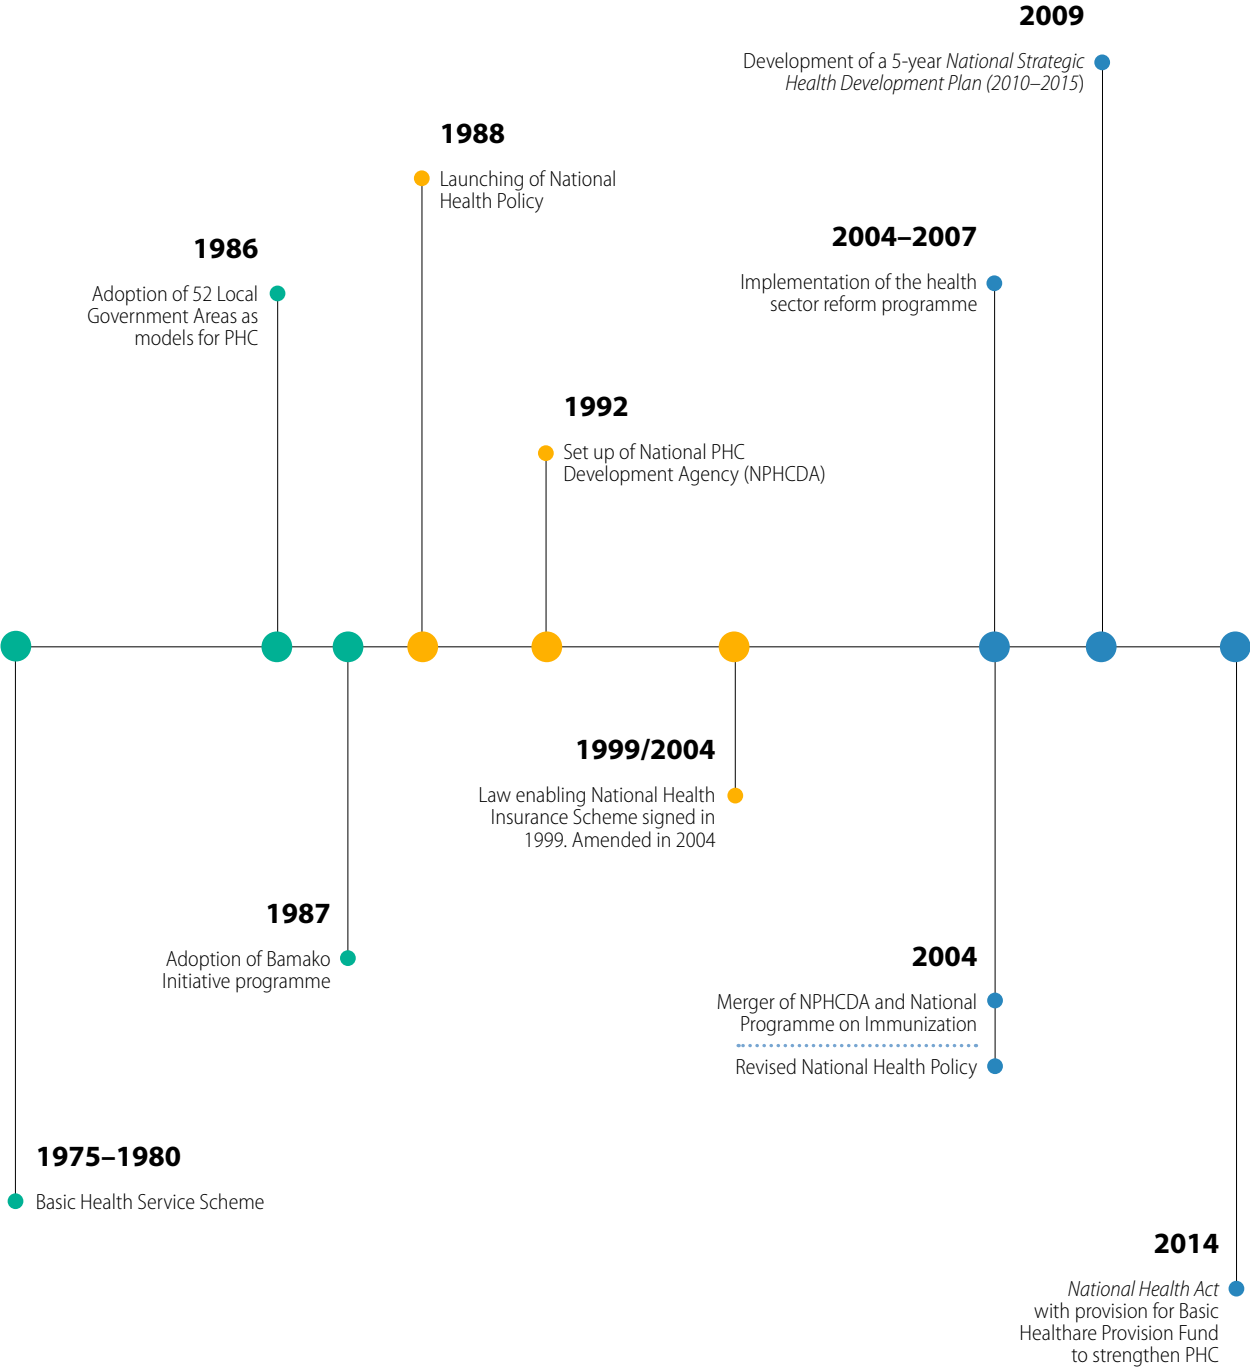 2009
Development of a 5-year National Strategic
Health Development Plan (2010–2015)
1988
Launching of National
Health Policy
1986
Adoption of 52 Local
Government Areas as
models for PHC
2004–2007
Implementation of the health
sector reform programme
1992
Set up of National PHC
Development Agency (NPHCDA)
1999/2004
Law enabling National Health
Insurance Scheme signed in
1999. Amended in 2004
1987
Adoption of Bamako
Initiative programme
2004
Merger of NPHCDA and National
Programme on Immunization
Revised National Health Policy
1975–1980
Basic Health Service Scheme
2014
National Health Act
with provision for Basic
Healthare Provision Fund
to strengthen PHC